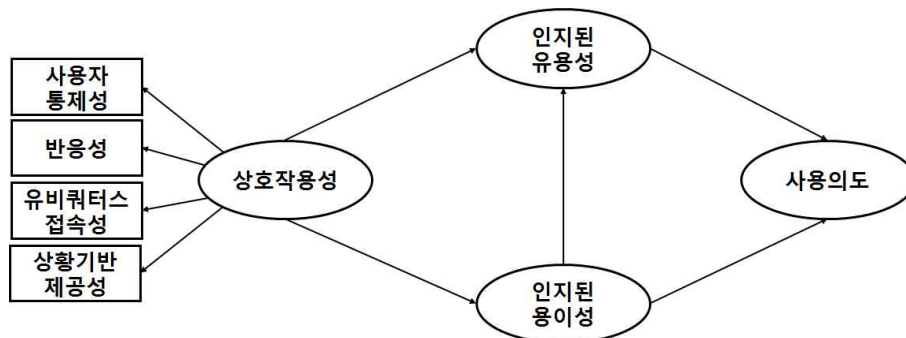 사용자
통제성
반응성
유비쿼터스
접속성
상황기반
제공성
상호작용성
인지된
유용성
인지된
용이성
사용의도